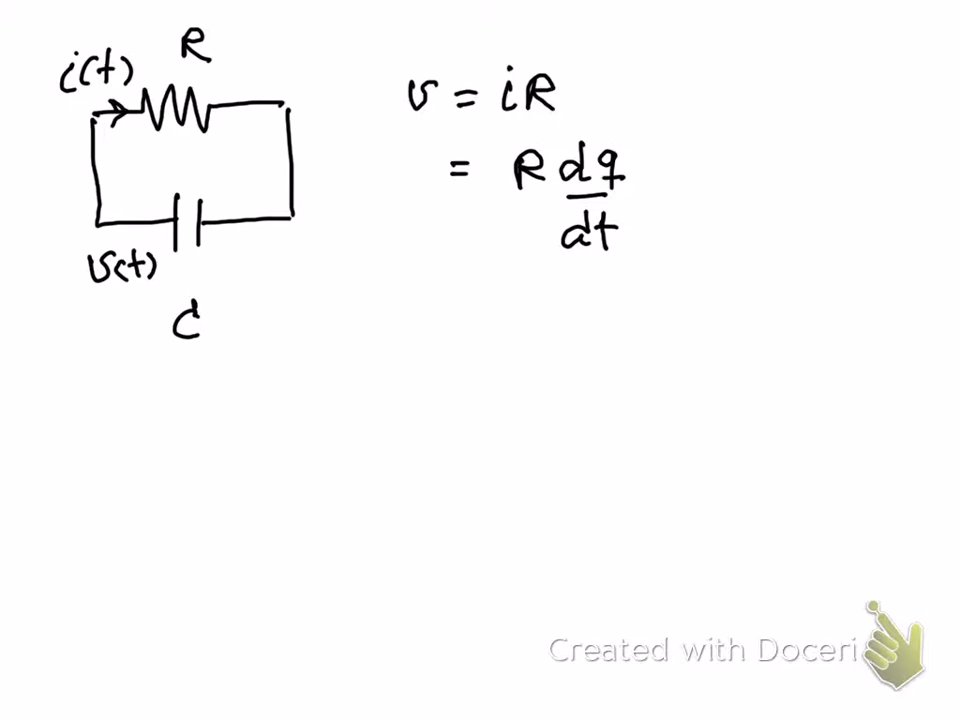 R
i(t)
v(t)
C
v = iR
= R dq/dt
Created with Doceri